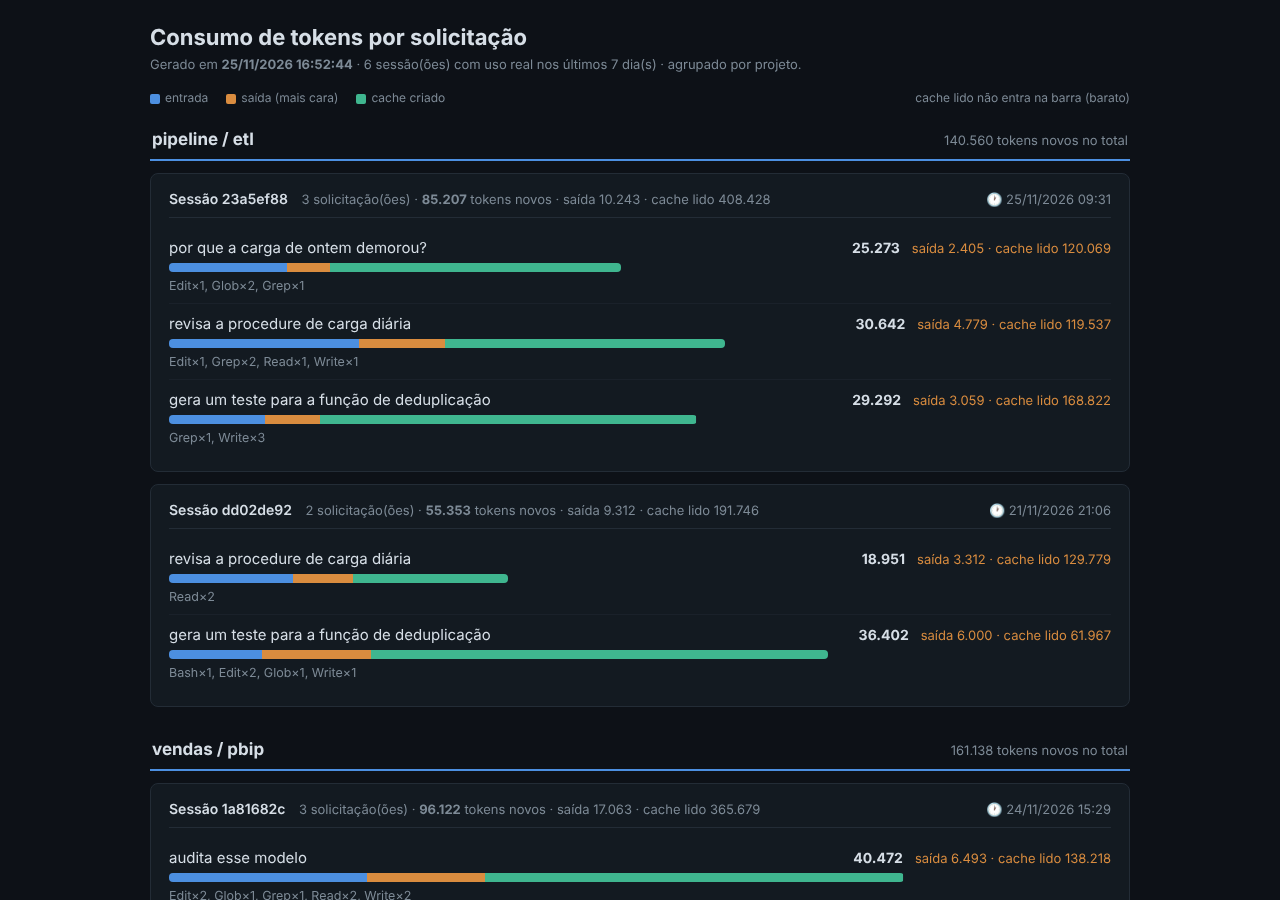 Consumo de tokens por solicitação
Gerado em 25/11/2026 16:52:44 · 6 sessão(ões) com uso real nos últimos 7 dia(s) · agrupado por projeto.
entrada saída (mais cara) cache criado cache lido não entra na barra (barato)
pipeline / etl 140.560 tokens novos no total
Sessão 23a5ef88 3 solicitação(ões) · 85.207 tokens novos · saída 10.243 · cache lido 408.428 🕐 25/11/2026 09:31
por que a carga de ontem demorou? 25.273 saída 2.405 · cache lido 120.069
Edit×1, Glob×2, Grep×1
revisa a procedure de carga diária 30.642 saída 4.779 · cache lido 119.537
Edit×1, Grep×2, Read×1, Write×1
gera um teste para a função de deduplicação 29.292 saída 3.059 · cache lido 168.822
Grep×1, Write×3
Sessão dd02de92 2 solicitação(ões) · 55.353 tokens novos · saída 9.312 · cache lido 191.746 🕐 21/11/2026 21:06
revisa a procedure de carga diária 18.951 saída 3.312 · cache lido 129.779
Read×2
gera um teste para a função de deduplicação 36.402 saída 6.000 · cache lido 61.967
Bash×1, Edit×2, Glob×1, Write×1
vendas / pbip 161.138 tokens novos no total
Sessão 1a81682c 3 solicitação(ões) · 96.122 tokens novos · saída 17.063 · cache lido 365.679 🕐 24/11/2026 15:29
audita esse modelo 40.472 saída 6.493 · cache lido 138.218
Edit×2, Glob×1, Grep×1, Read×2, Write×2